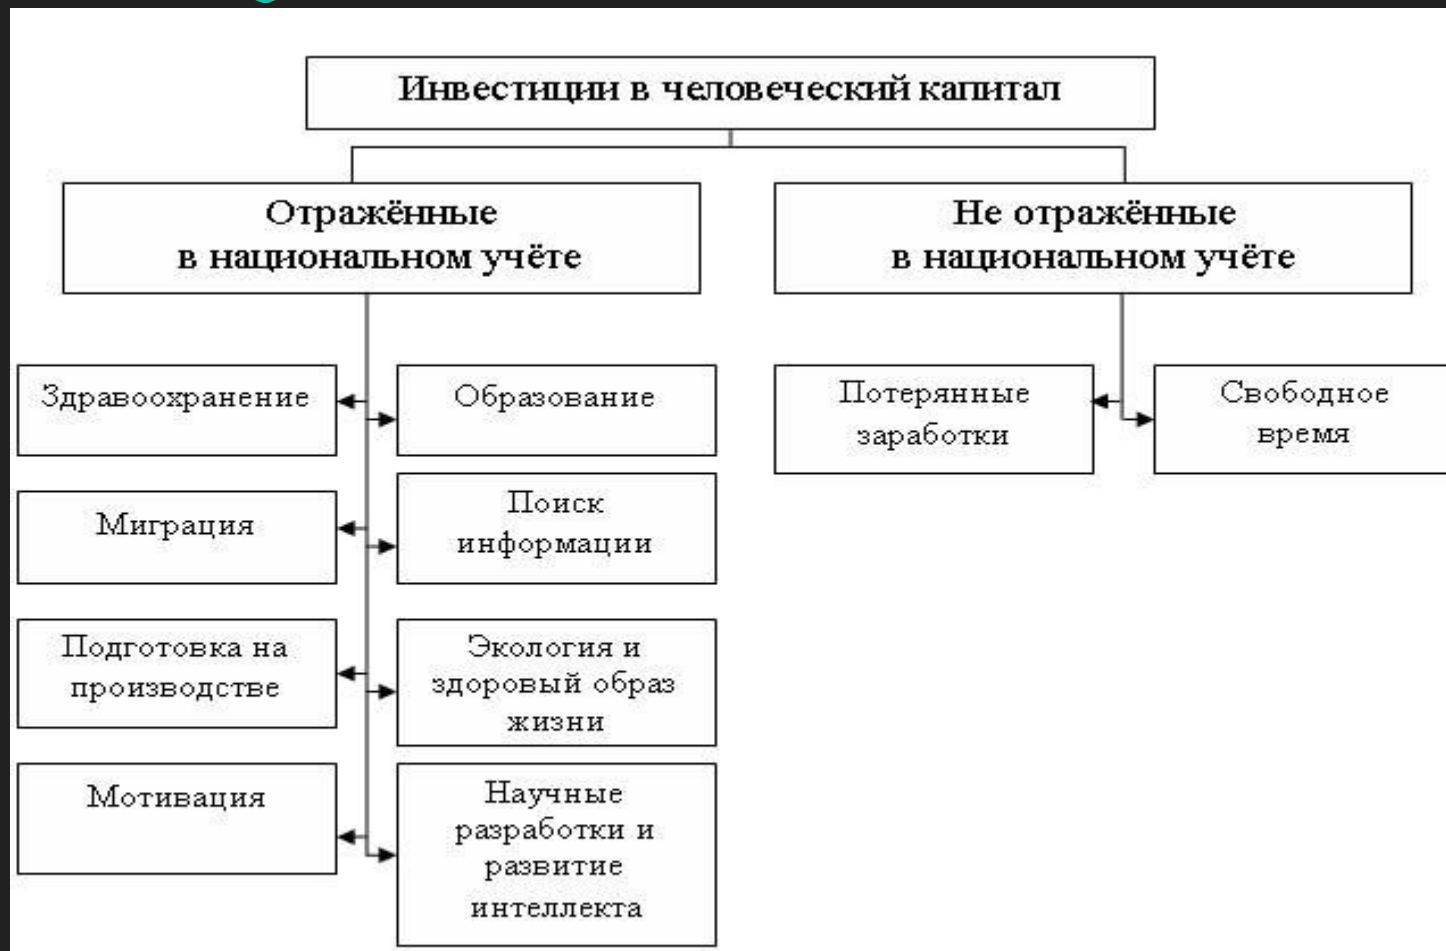 Инвестиции в человеческий капитал
Отражённые
в национальном учёте
Не отражённые
в национальном учёте
Здравоохранение
Образование
Потерянные
заработки
Свободное
время
Миграция
Поиск
информации
Подготовка на
производстве
Экология и
здоровый образ
жизни
Мотивация
Научные
разработки и
развитие
интеллекта